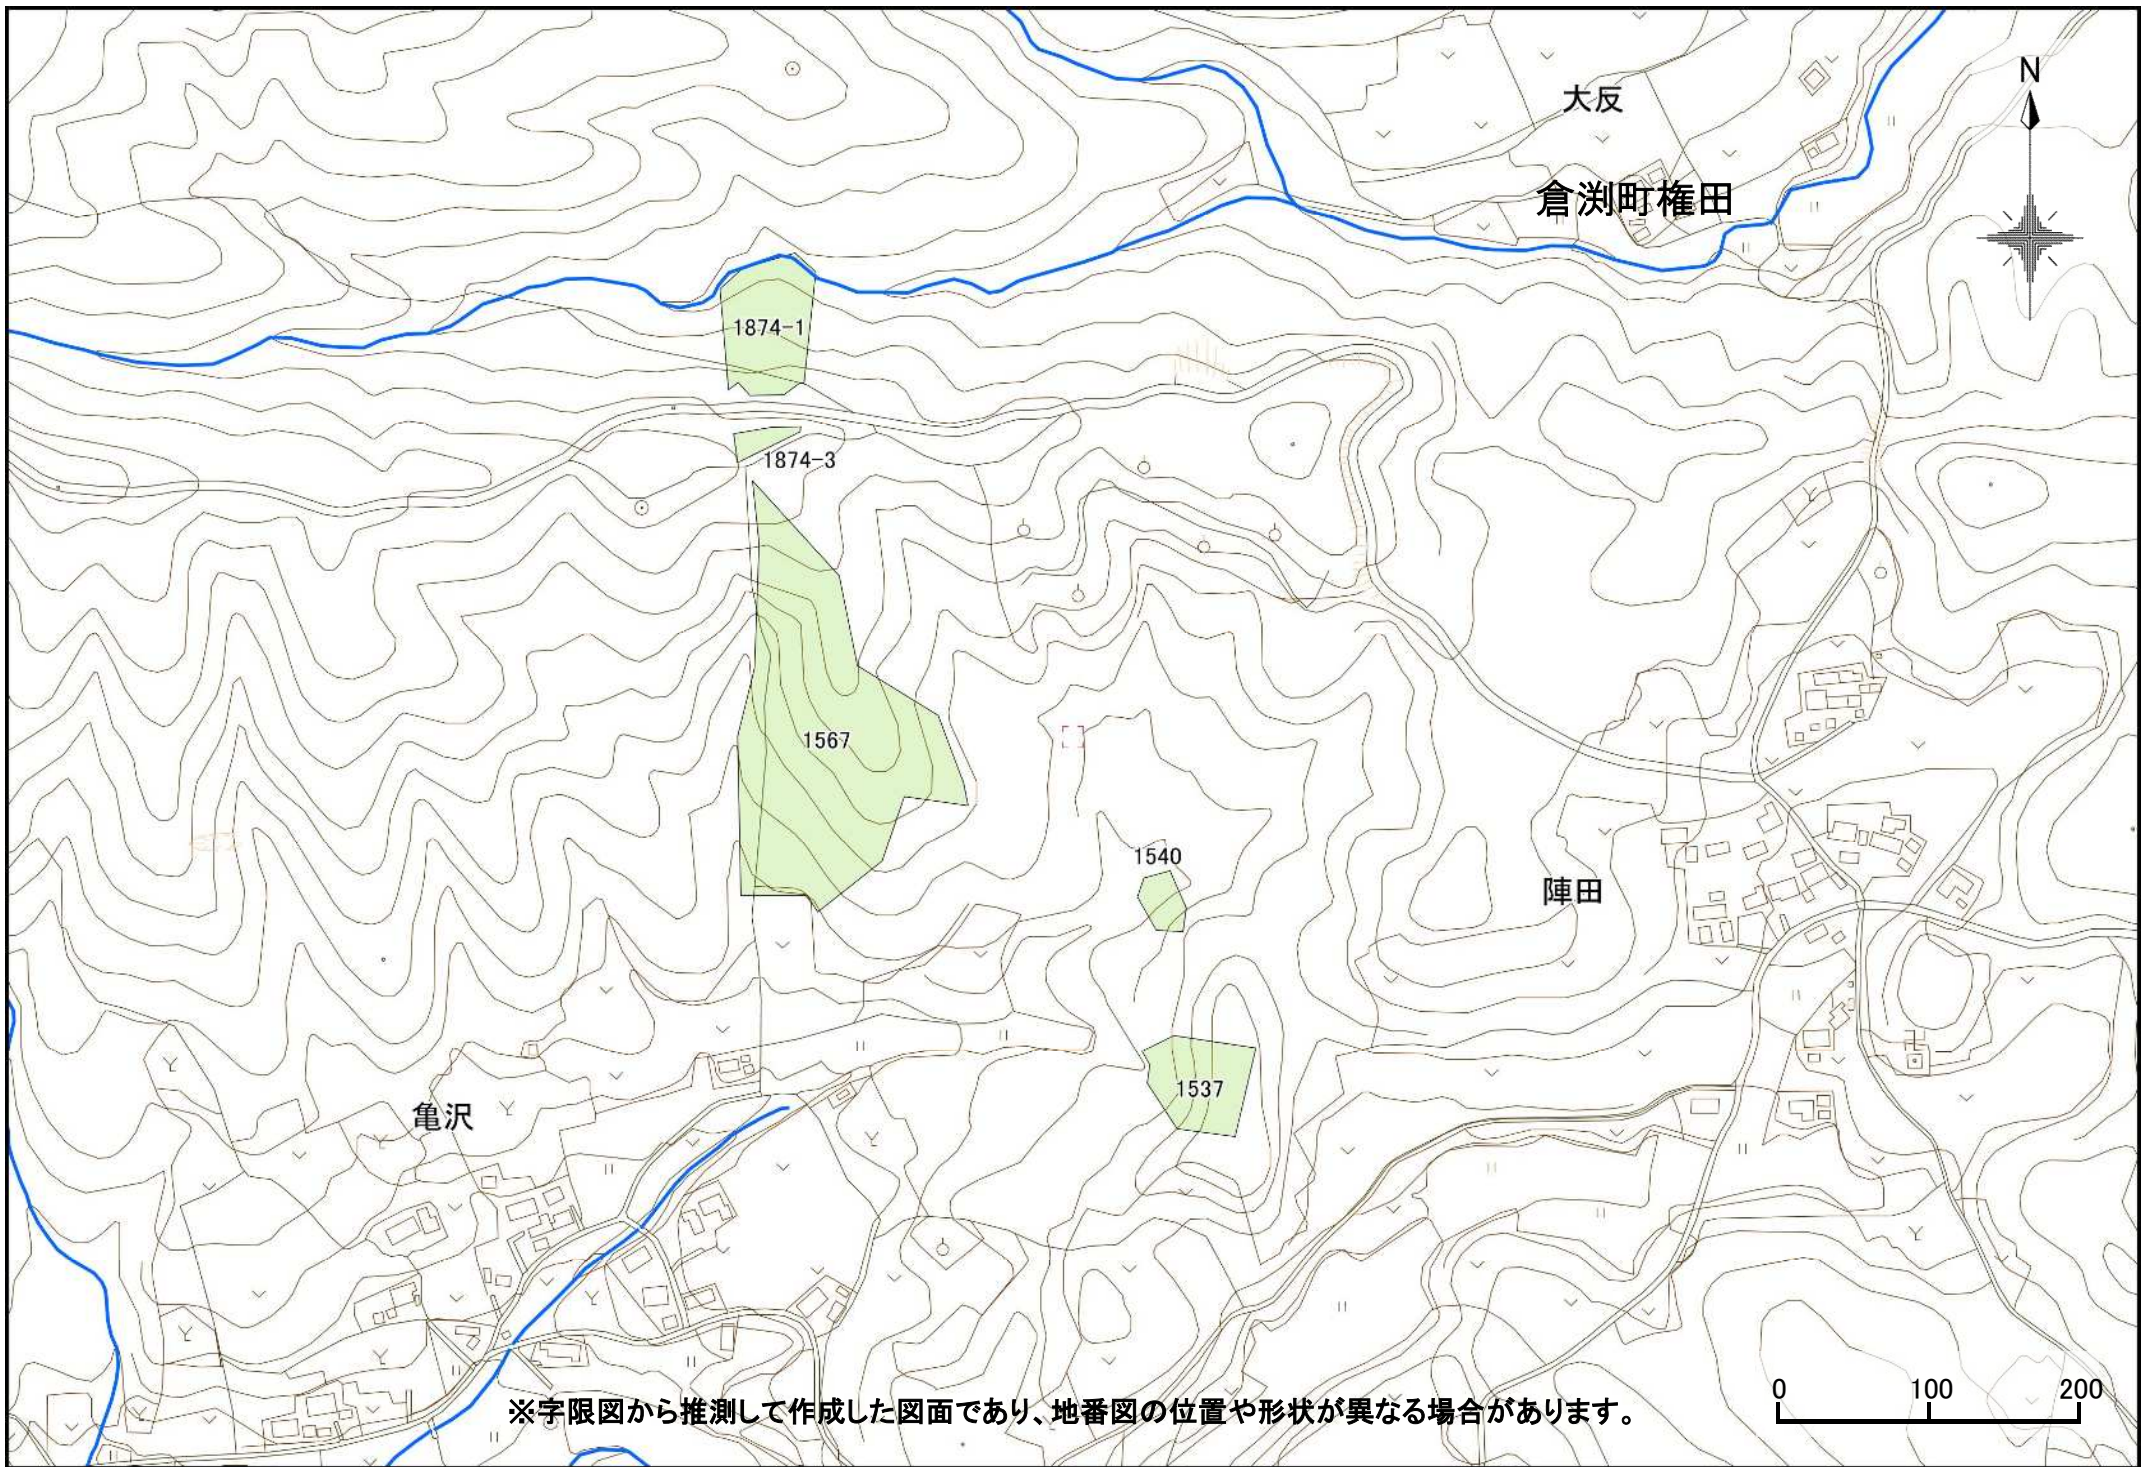 N
大反
倉渕町権田
1874-1
1874-3
1567
1540
陣田
1537
亀沢
0 100 200
※字限図から推測して作成した図面であり、地番図の位置や形状が異なる場合があります。